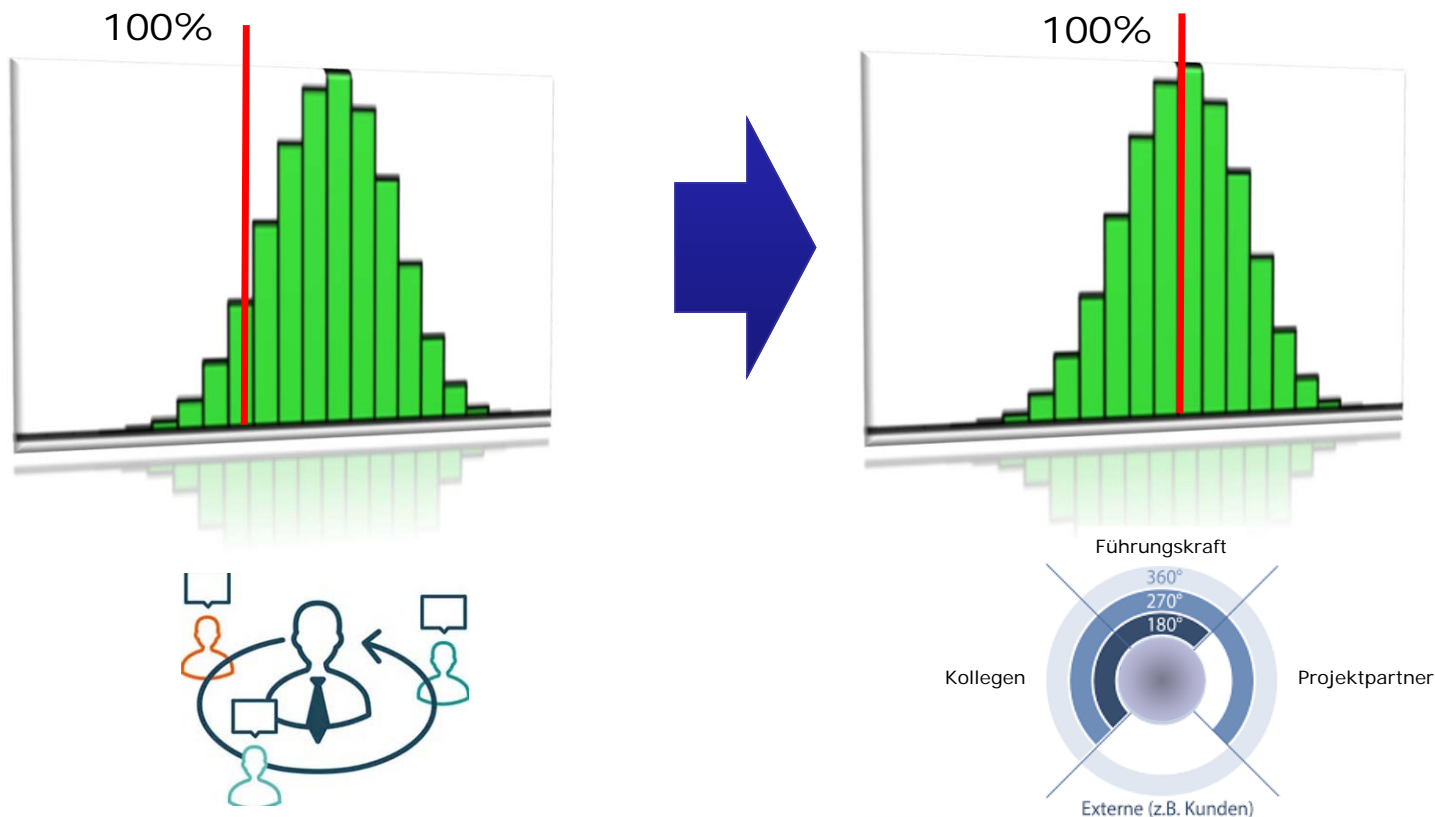 100%
100%
Führungskraft
360°
270°
180°
Kollegen
Projektpartner
Externe (z.B. Kunden)